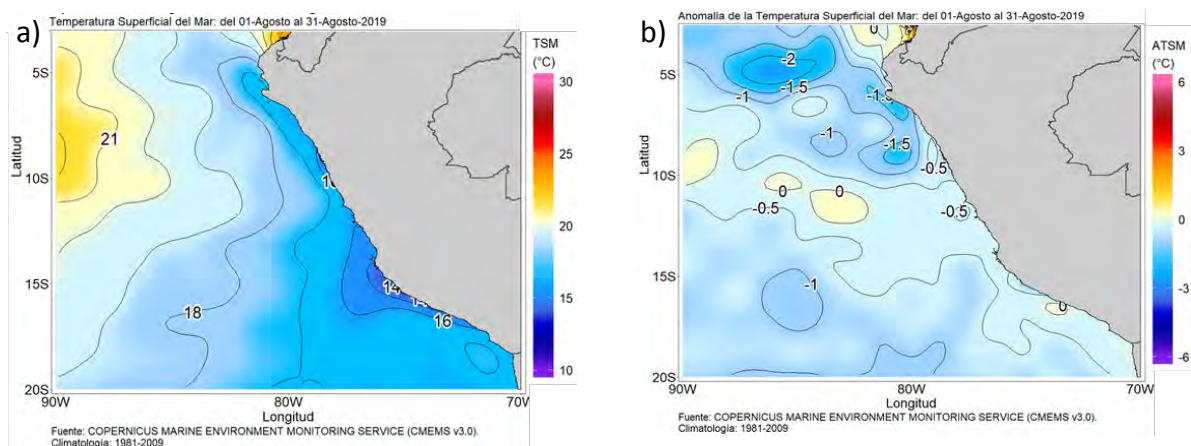 Temperatura Superficial del Mar: del 01-Agosto al 31-Agosto-2019
a)
TSM
(°C)
30
25
20
15
10
5S
10S
15S
20S
Latitud
21
18
14
16
90W
80W
70W
Longitud
Fuente: COPERNICUS MARINE ENVIRONMENT MONITORING SERVICE (CMEMS v3.0).
Climatología: 1981-2009
Anomalia de la Temperatura Superficial del Mar: del 01-Agosto al 31-Agosto-2019
b)
ATSM
(°C)
6
3
0
-3
-6
5S
10S
15S
20S
Latitud
0
-2
-1.5
-1
-1
-1.5
-0.5
0
0
-0.5
-0.5
-1
0
90W
80W
70W
Longitud
Fuente: COPERNICUS MARINE ENVIRONMENT MONITORING SERVICE (CMEMS v3.0).
Climatología: 1981-2009